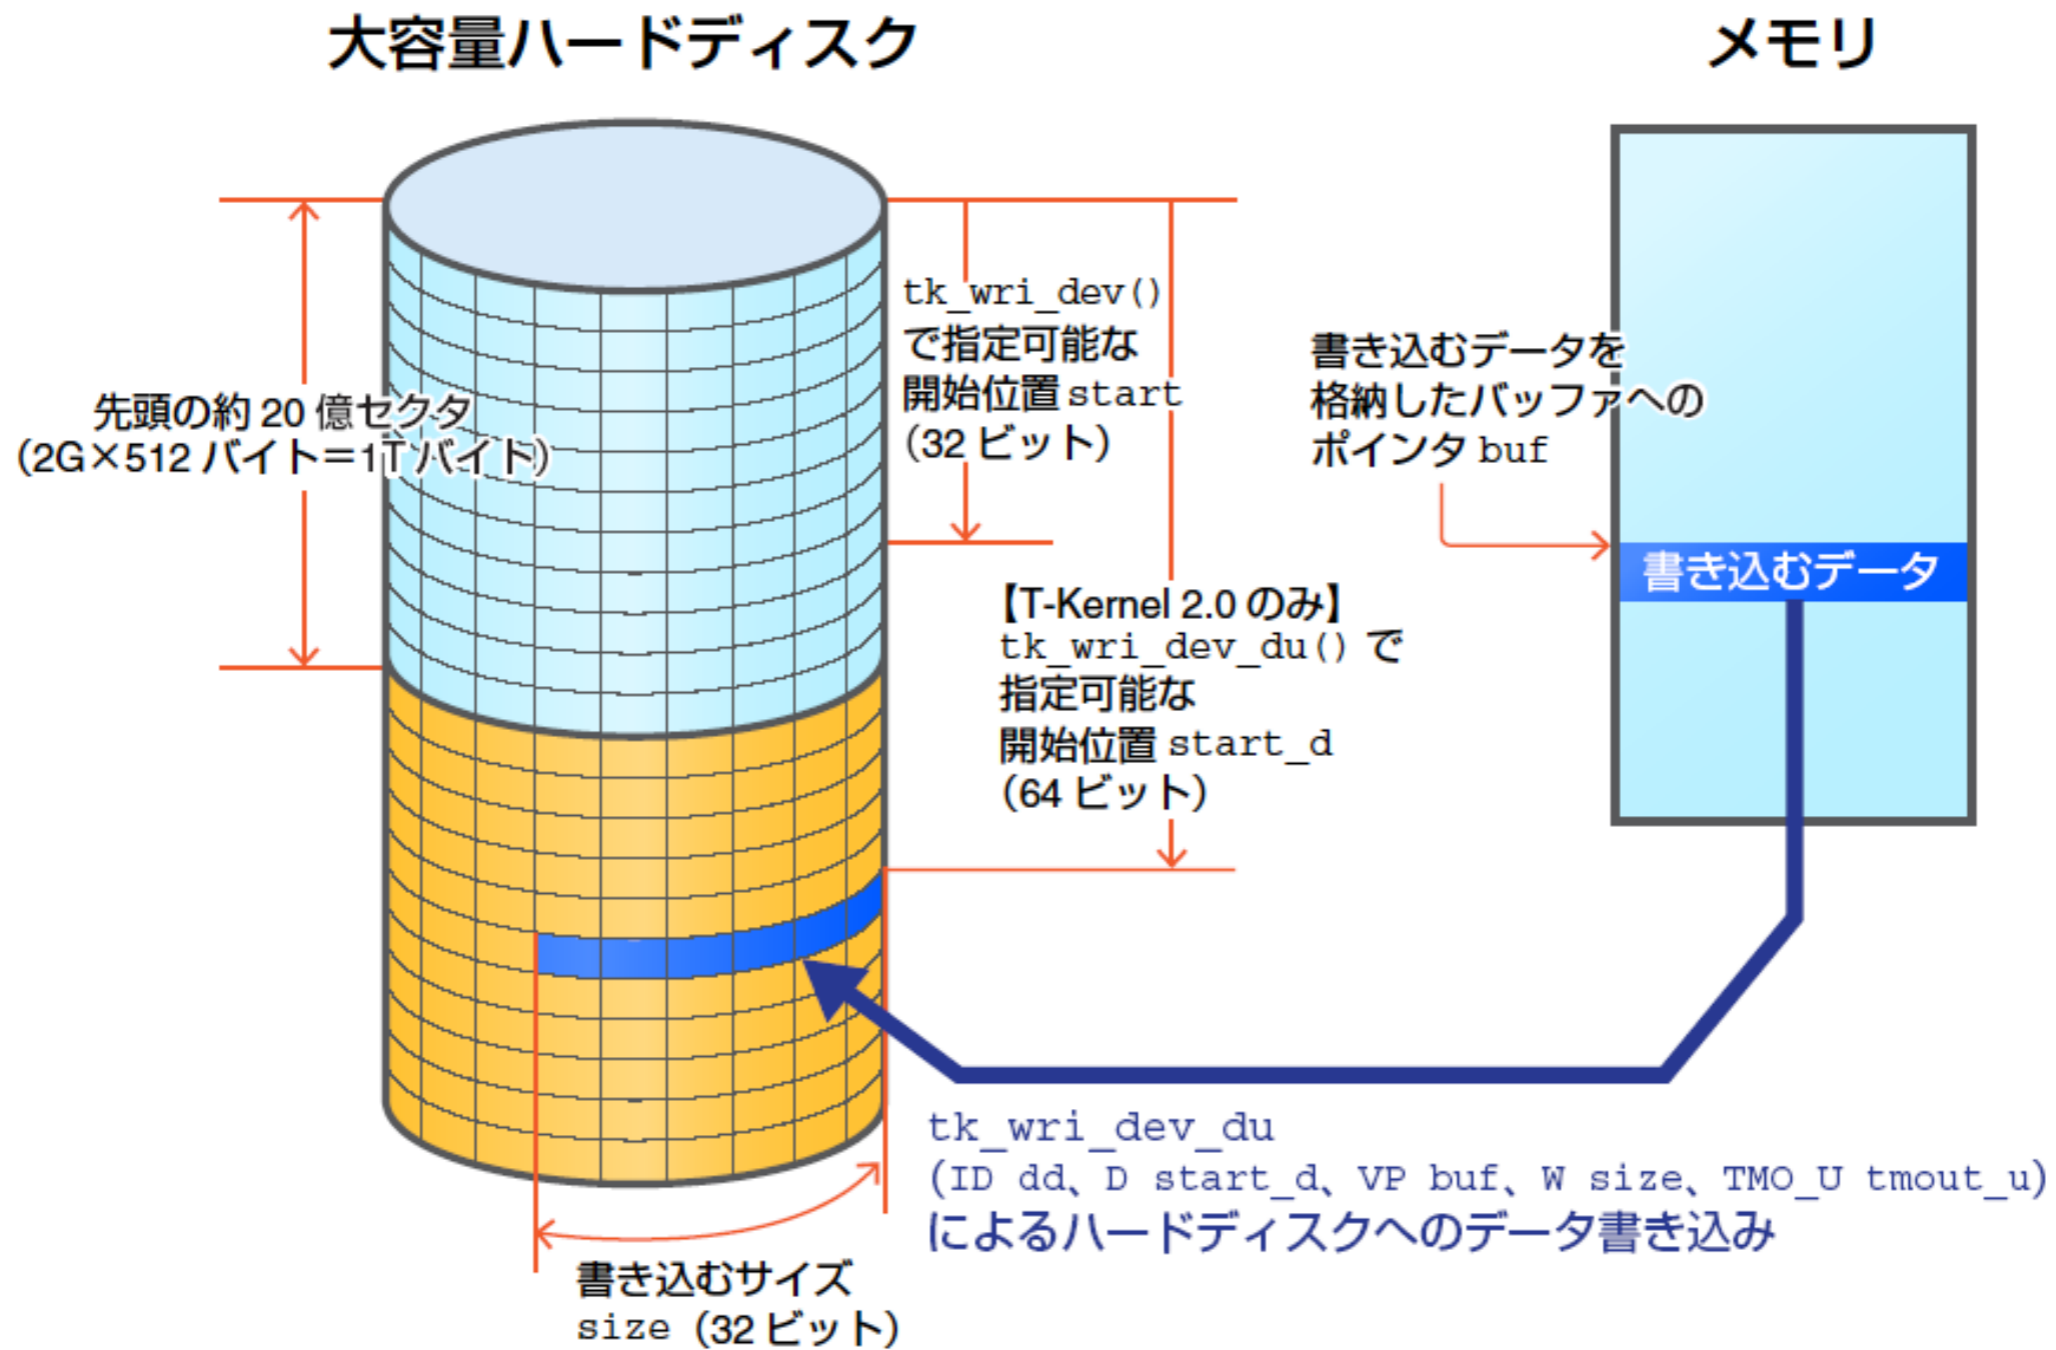 大容量ハードディスク
メモリ
先頭の約 20 億セクタ
（2G×512 バイト＝1T バイト）
tk_wri_dev()
で指定可能な
開始位置 start
（32 ビット）
【T-Kernel 2.0 のみ】
tk_wri_dev_du() で
指定可能な
開始位置 start_d
（64 ビット）
書き込むデータを
格納したバッファへの
ポインタ buf
書き込むデータ
tk_wri_dev_du
(ID dd、D start_d、VP buf、W size、TMO_U tmout_u)
によるハードディスクへのデータ書き込み
書き込むサイズ
size（32 ビット）